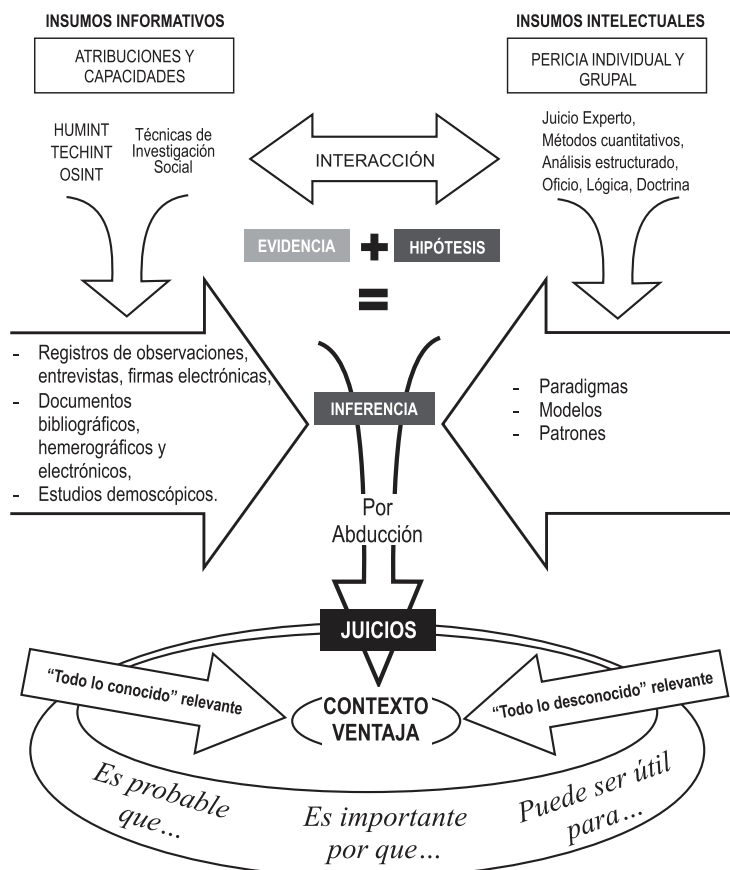 INSUMOS INFORMATIVOS
ATRIBUCIONES Y
CAPACIDADES
HUMINT
TECHINT
OSINT
Técnicas de
Investigación
Social
INSUMOS INTELECTUALES
PERICIA INDIVIDUAL Y
GRUPAL
Juicio Experto,
Métodos cuantitativos,
Análisis estructurado,
Oficio, Lógica, Doctrina
INTERACCIÓN
EVIDENCIA + HIPÓTESIS
=
- Registros de observaciones,
entrevistas, firmas electrónicas,
- Documentos
bibliográficos,
hemerográficos y
electrónicos,
- Estudios demoscópicos.
INFERENCIA
- Paradigmas
- Modelos
- Patrones
Por
Abducción
JUICIOS
“Todo lo conocido” relevante
CONTEXTO
VENTAJA
“Todo lo desconocido” relevante
Es probable
que...
Es importante
por que...
Puede ser útil
para...